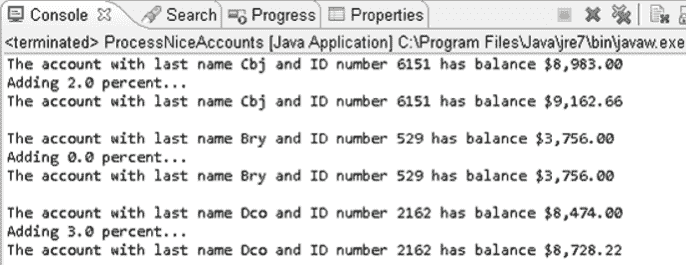 Console Search Progress Properties
<terminated> ProcessNiceAccounts [Java Application] C:\Program Files\Java\jre7\bin\javaw.exe
The account with last name Cbj and ID number 6151 has balance $8,983.00
Adding 2.0 percent...
The account with last name Cbj and ID number 6151 has balance $9,162.66
The account with last name Bry and ID number 529 has balance $3,756.00
Adding 0.0 percent...
The account with last name Bry and ID number 529 has balance $3,756.00
The account with last name Dco and ID number 2162 has balance $8,474.00
Adding 3.0 percent...
The account with last name Dco and ID number 2162 has balance $8,728.22